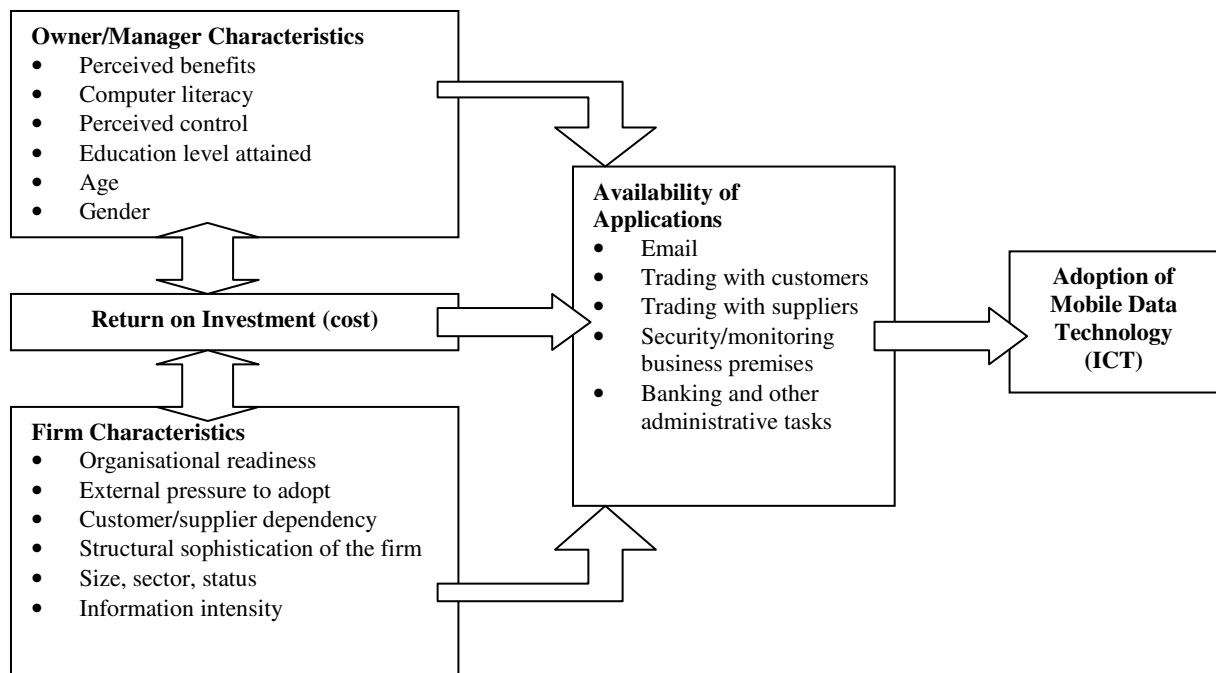 Owner/Manager Characteristics
• Perceived benefits
• Computer literacy
• Perceived control
• Education level attained
• Age
• Gender
Return on Investment (cost)
Firm Characteristics
• Organisational readiness
• External pressure to adopt
• Customer/supplier dependency
• Structural sophistication of the firm
• Size, sector, status
• Information intensity
Availability of
Applications
• Email
• Trading with customers
• Trading with suppliers
• Security/monitoring
business premises
• Banking and other
administrative tasks
Adoption of
Mobile Data
Technology
(ICT)